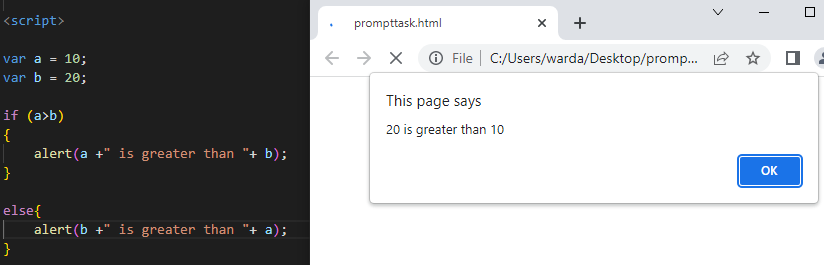 <script>
var a = 10;
var b = 20;
if (a>b)
{
alert(a +" is greater than "+ b);
}
else{
alert(b +" is greater than "+ a);
}
prompttask.html
File | C:/Users/warda/Desktop/promp...
This page says
20 is greater than 10
OK